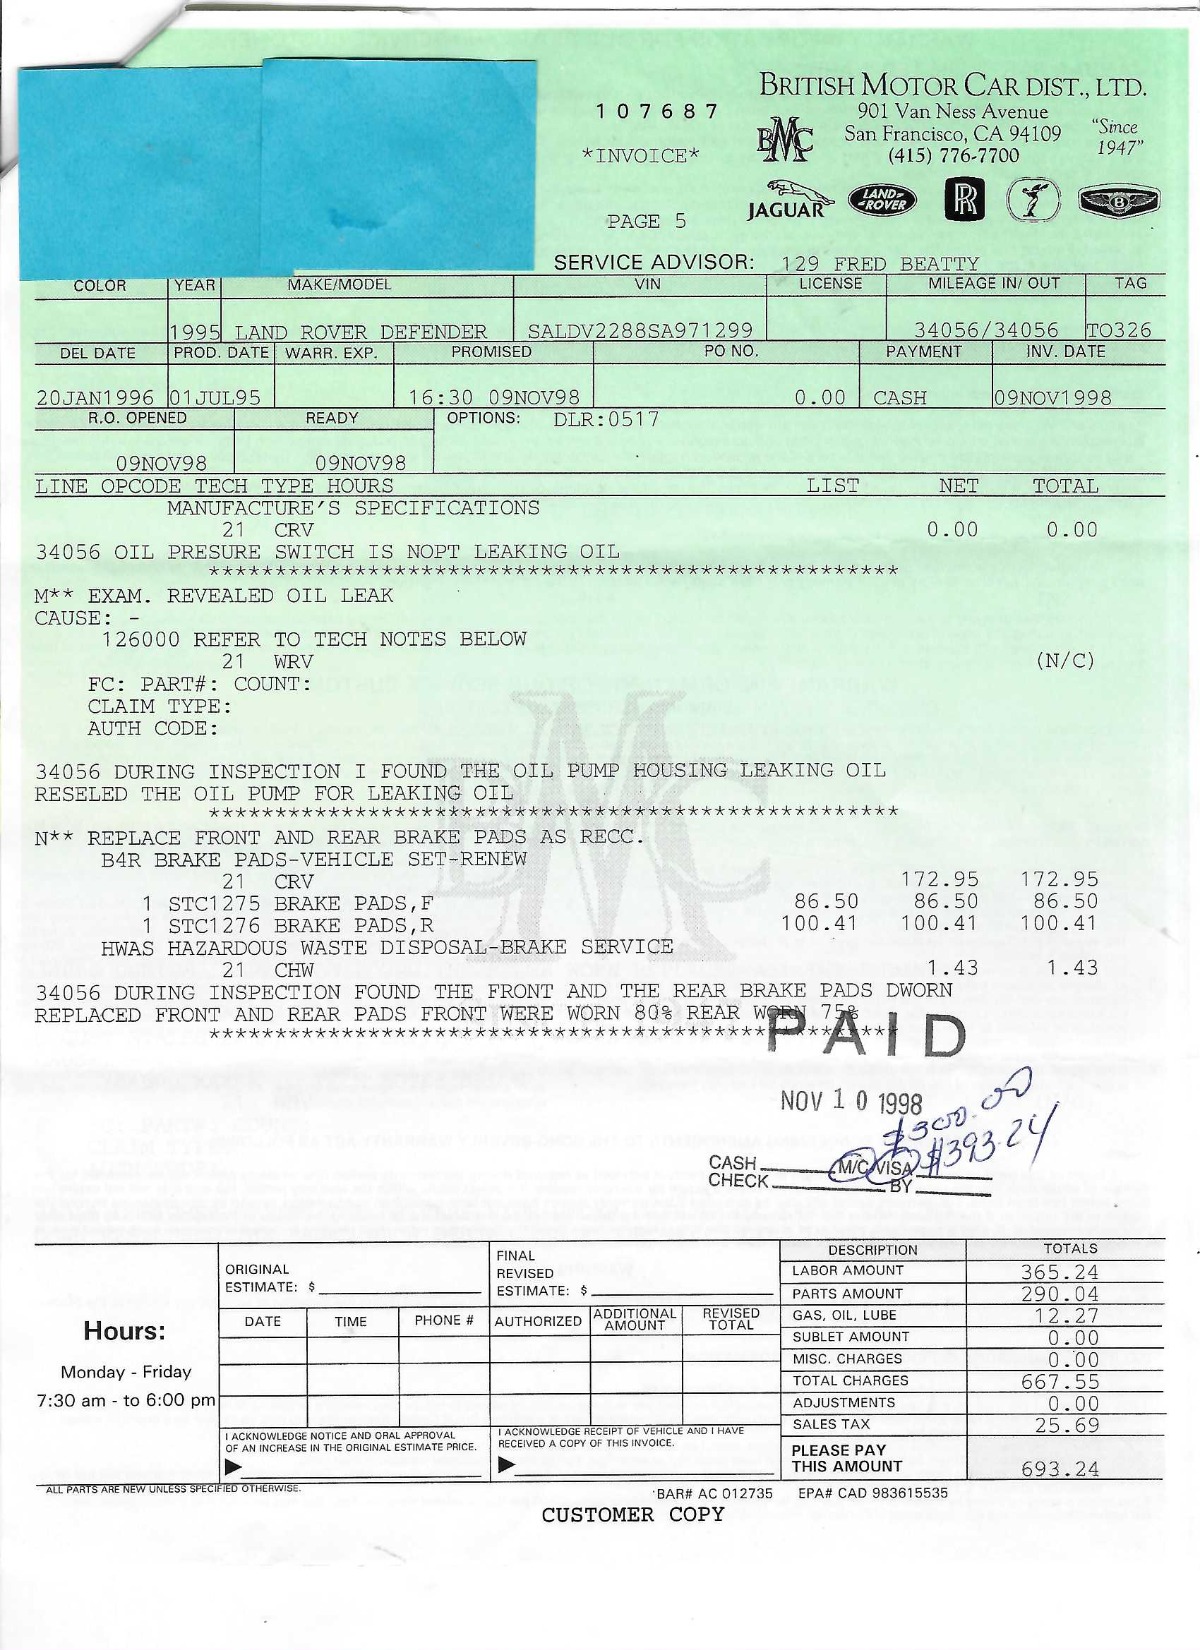 BRITISH MOTOR CAR DIST., LTD.
901 Van Ness Avenue
San Francisco, CA 94109
(415) 776-7700
"Since 1947"
BMC
107687
*INVOICE*
PAGE 5
JAGUAR LAND-ROVER RR B
SERVICE ADVISOR: 129 FRED BEATTY
COLOR YEAR MAKE/MODEL VIN LICENSE MILEAGE IN/ OUT TAG
1995 LAND ROVER DEFENDER SALDV2288SA971299 34056/34056 TO326
DEL DATE PROD. DATE WARR. EXP. PROMISED PO NO. PAYMENT INV. DATE
20JAN1996 01JUL95 16:30 09NOV98 0.00 CASH 09NOV1998
R.O. OPENED READY OPTIONS: DLR:0517
09NOV98 09NOV98
LINE OPCODE TECH TYPE HOURS LIST NET TOTAL
MANUFACTURE'S SPECIFICATIONS
21 CRV 0.00 0.00
34056 OIL PRESURE SWITCH IS NOPT LEAKING OIL
****************************************************
M** EXAM. REVEALED OIL LEAK
CAUSE: -
126000 REFER TO TECH NOTES BELOW
21 WRV (N/C)
FC: PART#: COUNT:
CLAIM TYPE:
AUTH CODE:
34056 DURING INSPECTION I FOUND THE OIL PUMP HOUSING LEAKING OIL
RESELED THE OIL PUMP FOR LEAKING OIL
****************************************************
N** REPLACE FRONT AND REAR BRAKE PADS AS RECC.
B4R BRAKE PADS-VEHICLE SET-RENEW
21 CRV 172.95 172.95
1 STC1275 BRAKE PADS,F 86.50 86.50 86.50
1 STC1276 BRAKE PADS,R 100.41 100.41 100.41
HWAS HAZARDOUS WASTE DISPOSAL-BRAKE SERVICE
21 CHW 1.43 1.43
34056 DURING INSPECTION FOUND THE FRONT AND THE REAR BRAKE PADS DWORN
REPLACED FRONT AND REAR PADS FRONT WERE WORN 80% REAR WORN 75%
****************************************************
PAID
NOV 10 1998
$300.00
$393.24
CASH M/C VISA
CHECK BY
Hours:
Monday - Friday
7:30 am - to 6:00 pm
ORIGINAL
ESTIMATE: $
FINAL
REVISED
ESTIMATE: $
DATE TIME PHONE # AUTHORIZED ADDITIONAL AMOUNT REVISED TOTAL
I ACKNOWLEDGE NOTICE AND ORAL APPROVAL
OF AN INCREASE IN THE ORIGINAL ESTIMATE PRICE.
I ACKNOWLEDGE RECEIPT OF VEHICLE AND I HAVE
RECEIVED A COPY OF THIS INVOICE.
DESCRIPTION TOTALS
LABOR AMOUNT 365.24
PARTS AMOUNT 290.04
GAS, OIL, LUBE 12.27
SUBLET AMOUNT 0.00
MISC. CHARGES 0.00
TOTAL CHARGES 667.55
ADJUSTMENTS 0.00
SALES TAX 25.69
PLEASE PAY
THIS AMOUNT 693.24
ALL PARTS ARE NEW UNLESS SPECIFIED OTHERWISE.
BAR# AC 012735 EPA# CAD 983615535
CUSTOMER COPY